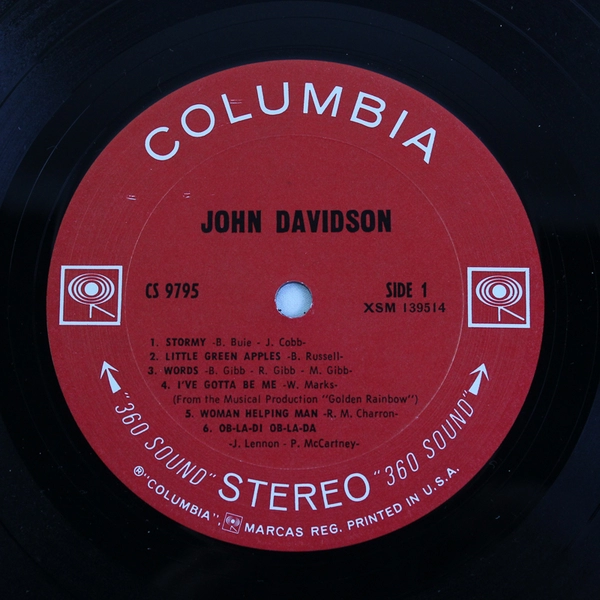 COLUMBIA
JOHN DAVIDSON
CS 9795
SIDE 1
XSM 139514
1. STORMY -B. Buie - J. Cobb-
2. LITTLE GREEN APPLES -B. Russell-
3. WORDS -B. Gibb - R. Gibb - M. Gibb-
4. I'VE GOTTA BE ME -W. Marks-
(From the Musical Production "Golden Rainbow")
5. WOMAN HELPING MAN -R. M. Charron-
6. OB-LA-DI OB-LA-DA
-J. Lennon - P. McCartney-
"360 SOUND" STEREO "360 SOUND"
®"COLUMBIA", MARCAS REG. PRINTED IN U.S.A.